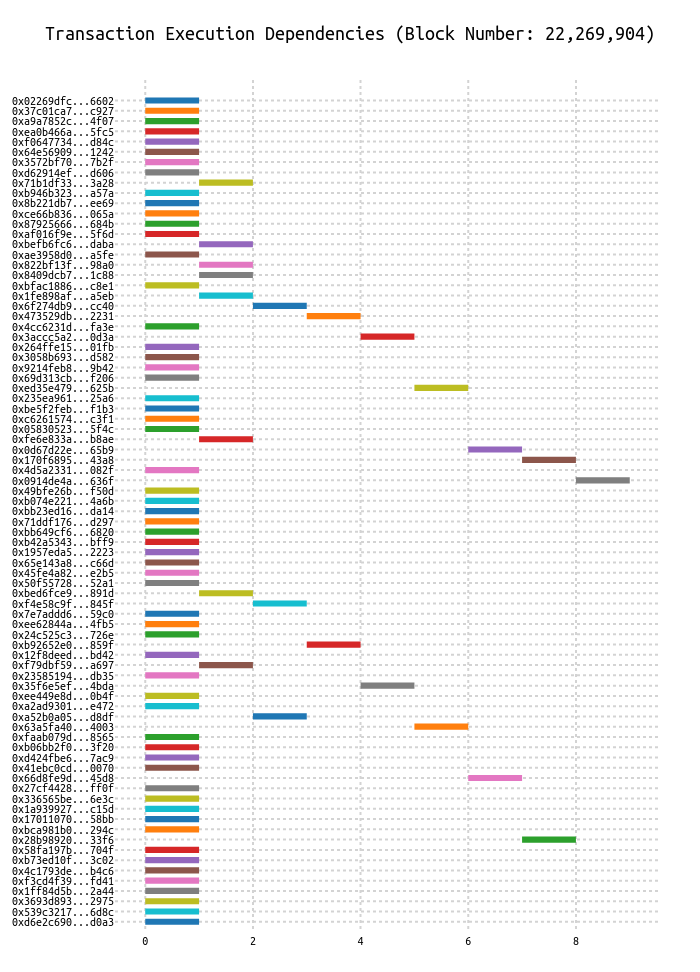 Transaction Execution Dependencies (Block Number: 22,269,904)
0x02269dfc...6602
0x37c01ca7...c927
0xa9a7852c...4f07
0xea0b466a...5fc5
0xf0647734...d84c
0x64e56909...1242
0x3572bf70...7b2f
0xd62914ef...d606
0x71b1df33...3a28
0xb946b323...a57a
0x8b221db7...ee69
0xce66b836...065a
0x87925666...684b
0xaf016f9e...5f6d
0xbefb6fc6...daba
0xae3958d0...a5fe
0x822bf13f...98a0
0x8409dcb7...1c88
0xbfac1886...c8e1
0x1fe898af...a5eb
0x6f274db9...cc40
0x473529db...2231
0x4cc6231d...fa3e
0x3accc5a2...0d3a
0x264ffe15...01fb
0x3058b693...d582
0x9214feb8...9b42
0x69d313cb...f206
0xed35e479...625b
0x235ea961...25a6
0xbe5f2feb...f1b3
0xc6261574...c3f1
0x05830523...5f4c
0xfe6e833a...b8ae
0x0d67d22e...65b9
0x170f6895...43a8
0x4d5a2331...082f
0x0914de4a...636f
0x49bfe26b...f50d
0xb074e221...4a6b
0xbb23ed16...da14
0x71ddf176...d297
0xbb649cf6...6820
0xb42a5343...bff9
0x1957eda5...2223
0x65e143a8...c66d
0x45fe4a82...e2b5
0x50f55728...52a1
0xbed6fce9...891d
0xf4e58c9f...845f
0x7e7addd6...59c0
0xee62844a...4fb5
0x24c525c3...726e
0xb92652e0...859f
0x12f8deed...bd42
0xf79dbf59...a697
0x23585194...db35
0x35f6e5ef...4bda
0xee449e8d...0b4f
0xa2ad9301...e472
0xa52b0a05...d8df
0x63a5fa40...4003
0xfaab079d...8565
0xb06bb2f0...3f20
0xd424fbe6...7ac9
0x41ebc0cd...0070
0x66d8fe9d...45d8
0x27cf4428...ff0f
0x336565be...6e3c
0x1a939927...c15d
0x17011070...58bb
0xbca981b0...294c
0x28b98920...33f6
0x58fa197b...704f
0xb73ed10f...3c02
0x4c1793de...b4c6
0xf3cd4f39...fd41
0x1ff84d5b...2a44
0x3693d893...2975
0x539c3217...6d8c
0xd6e2c690...d0a3
0 2 4 6 8